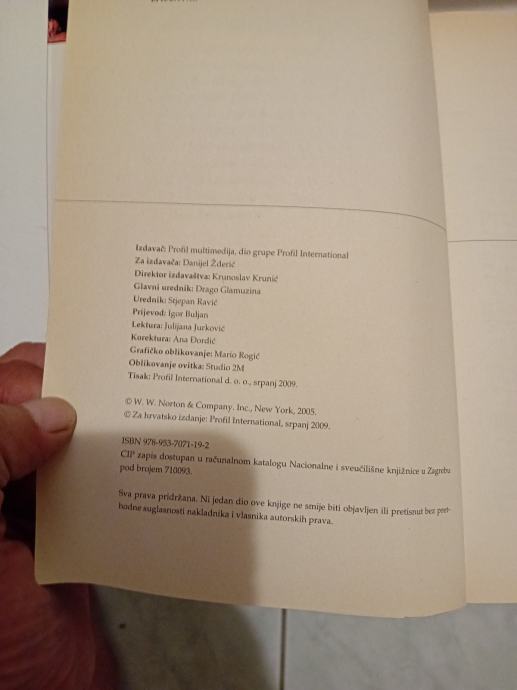 Izdavač: Profil multimedija, dio grupe Profil International
Za izdavača: Danijel Žderić
Direktor izdavaštva: Krunoslav Krunić
Glavni urednik: Drago Glamuzina
Urednik: Stjepan Ravić
Prijevod: Igor Buljan
Lektura: Julijana Jurković
Korektura: Ana Đordić
Grafičko oblikovanje: Mario Rogić
Oblikovanje ovitka: Studio 2M
Tisak: Profil International d. o. o., srpanj 2009.
© W. W. Norton & Company. Inc., New York, 2005.
© Za hrvatsko izdanje: Profil International, srpanj 2009.
ISBN 978-953-7071-19-2
CIP zapis dostupan u računalnom katalogu Nacionalne i sveučilišne knjižnice u Zagrebu
pod brojem 710093.
Sva prava pridržana. Ni jedan dio ove knjige ne smije biti objavljen ili pretisnut bez pret-
hodne suglasnosti nakladnika i vlasnika autorskih prava.